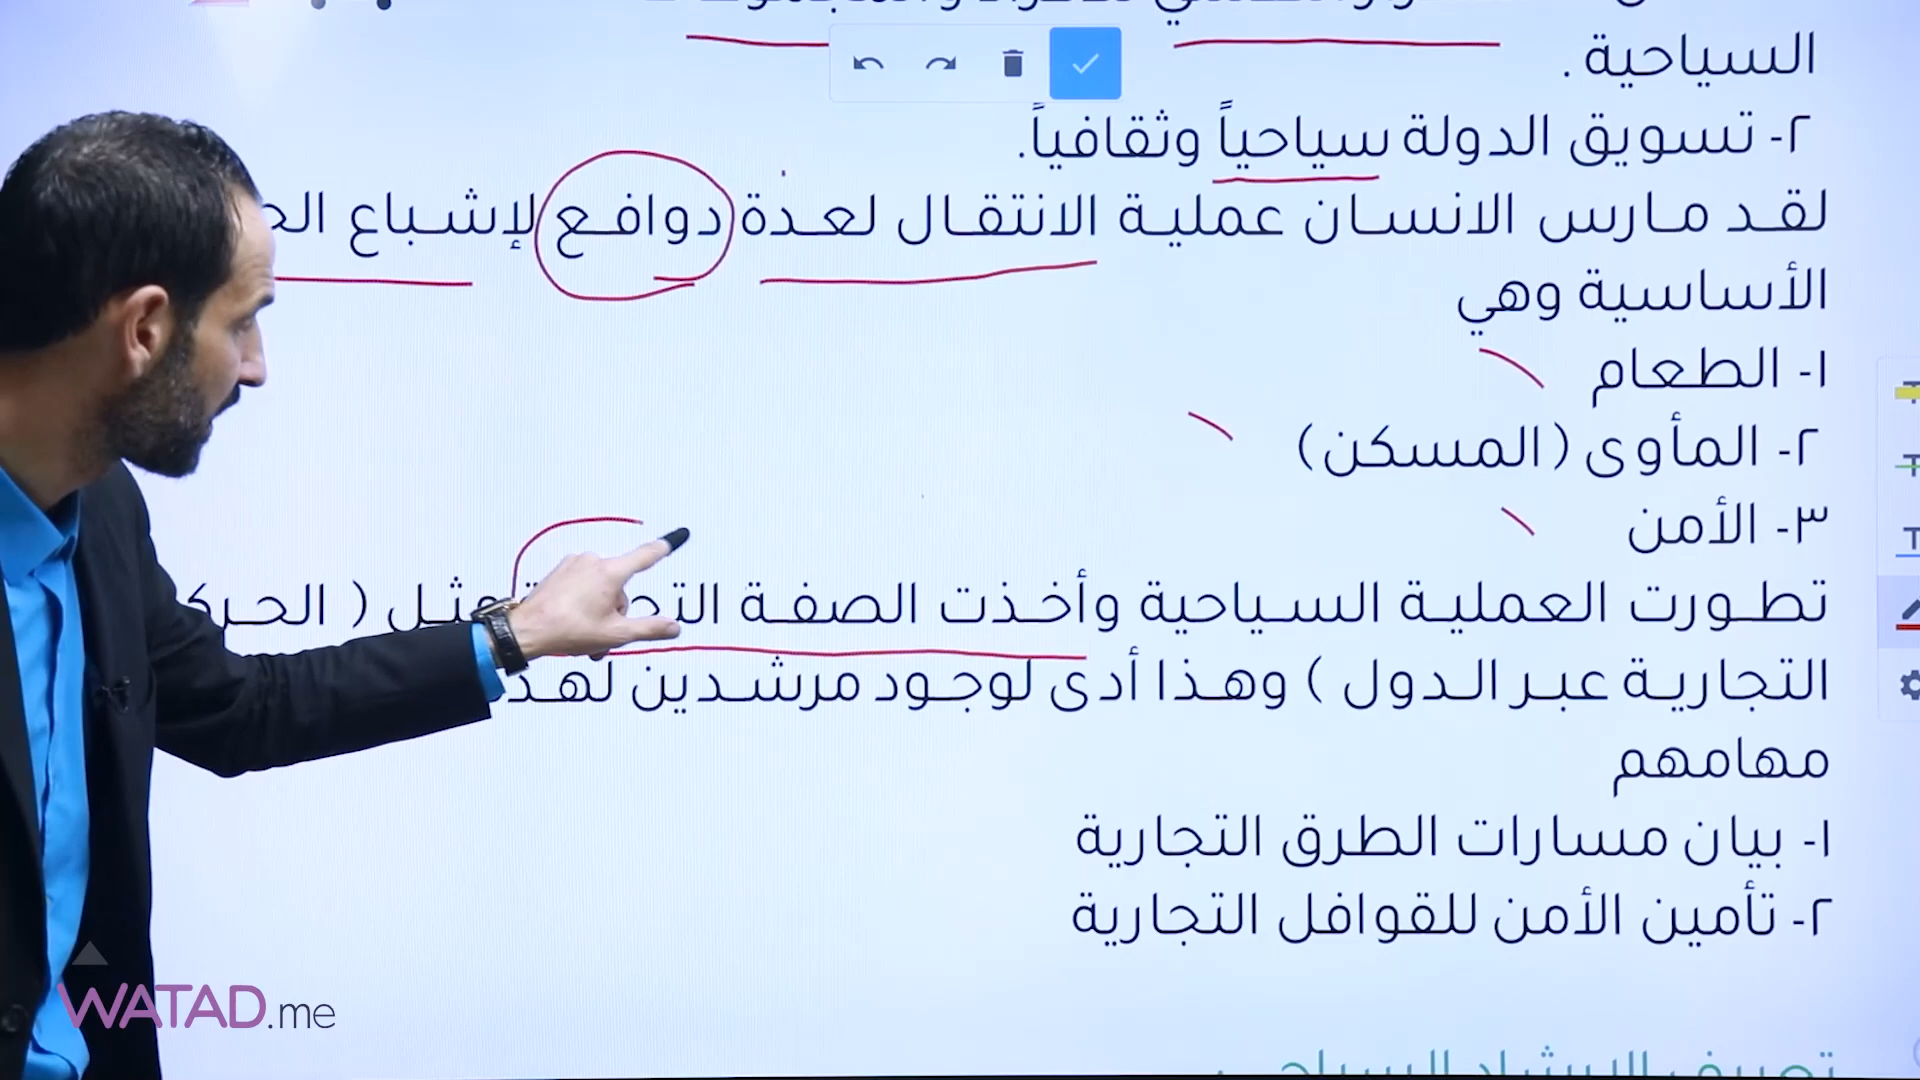 السياحية .
٢- تسويق الدولة سياحياً وثقافياً.
لقد مارس الانسان عملية الانتقال لعدة دوافع لإشباع
الأساسية وهي
١- الطعام
٢- المأوى (المسكن)
٣- الأمن
تطورت العملية السياحية وأخذت الصفة مثل (
التجارية عبر الدول ) وهذا أدى لوجود مرشدين
مهامهم
١- بيان مسارات الطرق التجارية
٢- تأمين الأمن للقوافل التجارية
WATAD.me